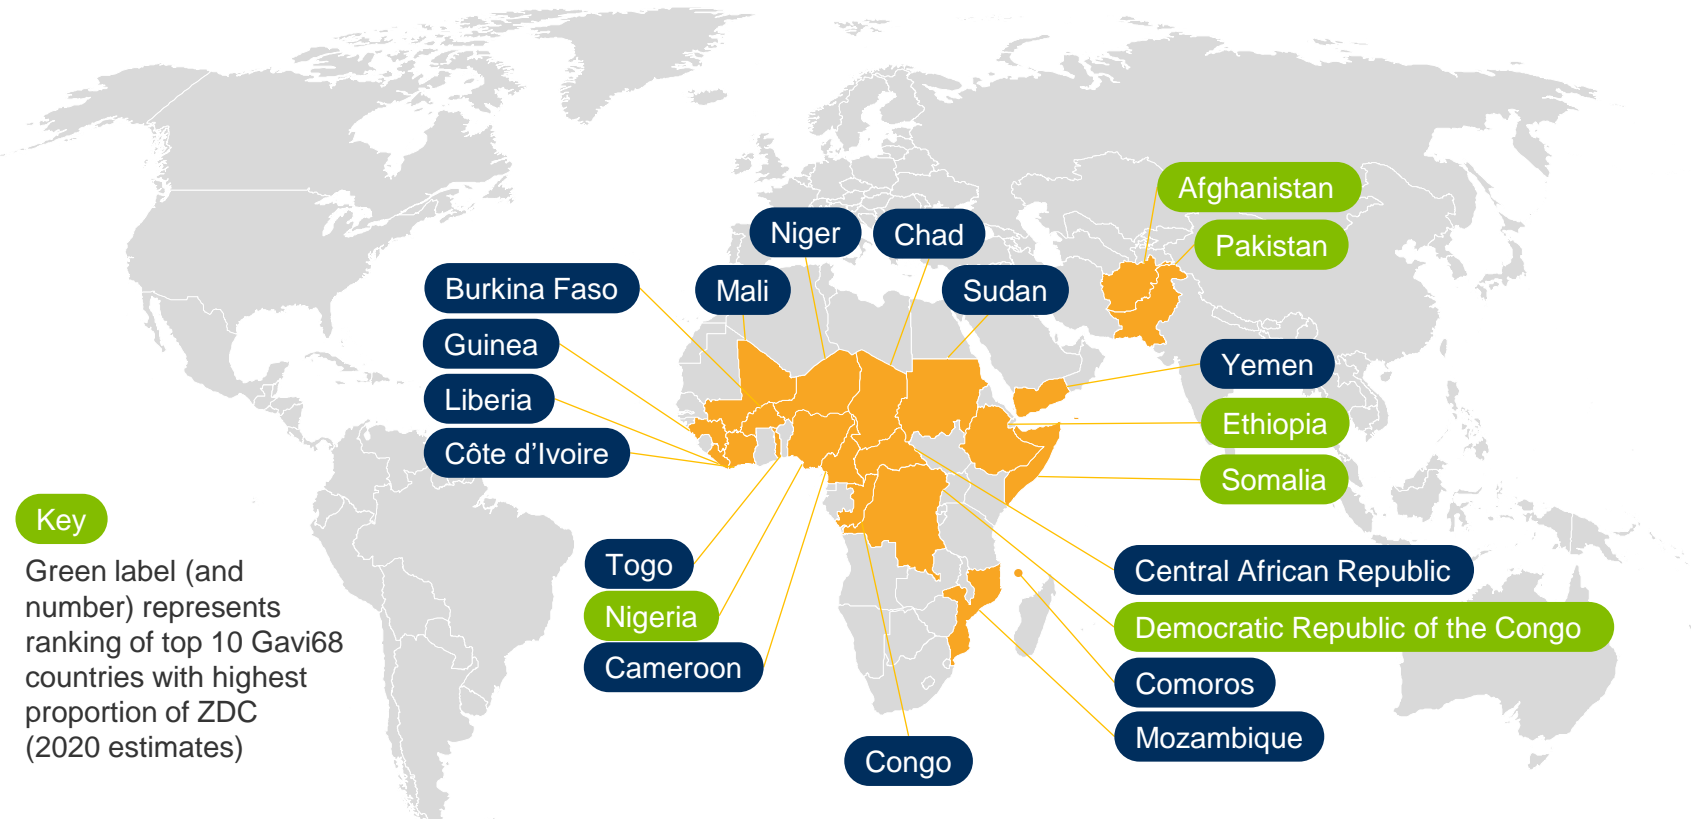 Afghanistan
Niger
Chad
Pakistan
Burkina Faso
Mali
Sudan
Guinea
Yemen
Liberia
Ethiopia
Côte d’Ivoire
Somalia
Key
Green label (and
number) represents
ranking of top 10 Gavi68
countries with highest
proportion of ZDC
(2020 estimates)
Togo
Nigeria
Cameroon
Central African Republic
Democratic Republic of the Congo
Comoros
Mozambique
Congo